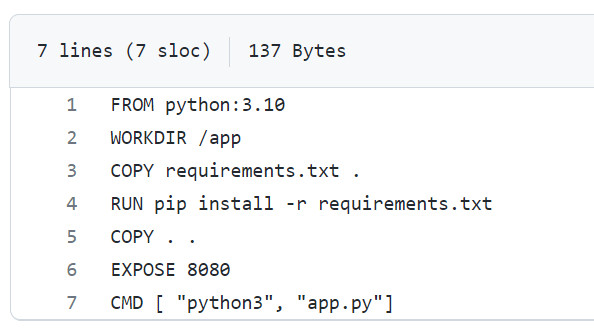 7 lines (7 sloc) 137 Bytes
1 FROM python:3.10
2 WORKDIR /app
3 COPY requirements.txt .
4 RUN pip install -r requirements.txt
5 COPY . .
6 EXPOSE 8080
7 CMD [ "python3", "app.py"]